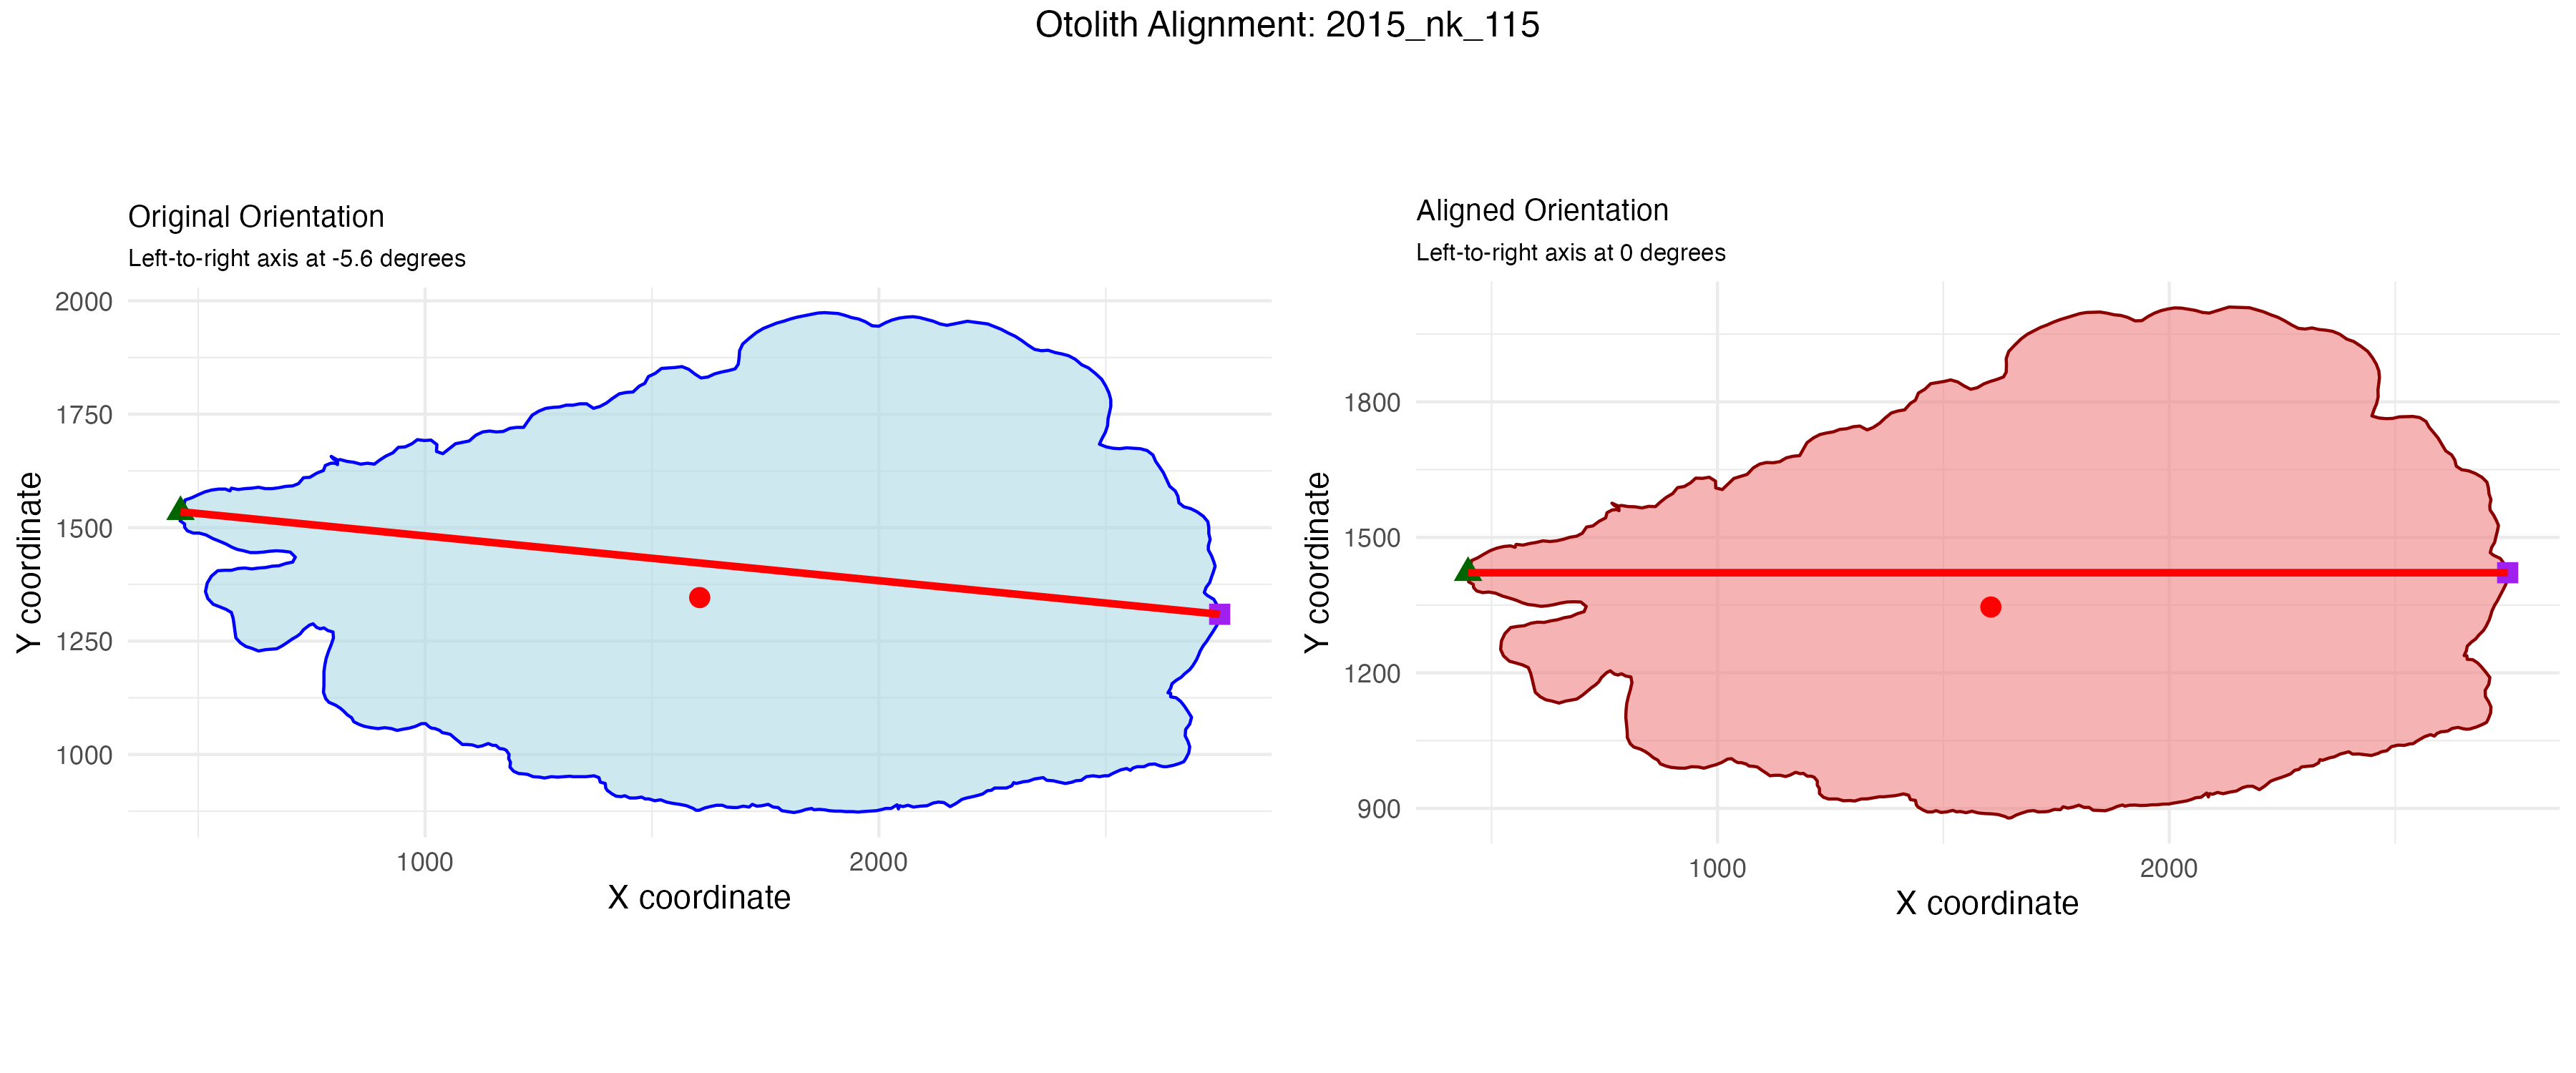 Otolith Alignment: 2015_nk_115
Original Orientation
Left-to-right axis at -5.6 degrees
2000
1750
1500
1250
1000
Y coordinate
1000
2000
X coordinate
Aligned Orientation
Left-to-right axis at 0 degrees
1800
1500
1200
900
Y coordinate
1000
2000
X coordinate